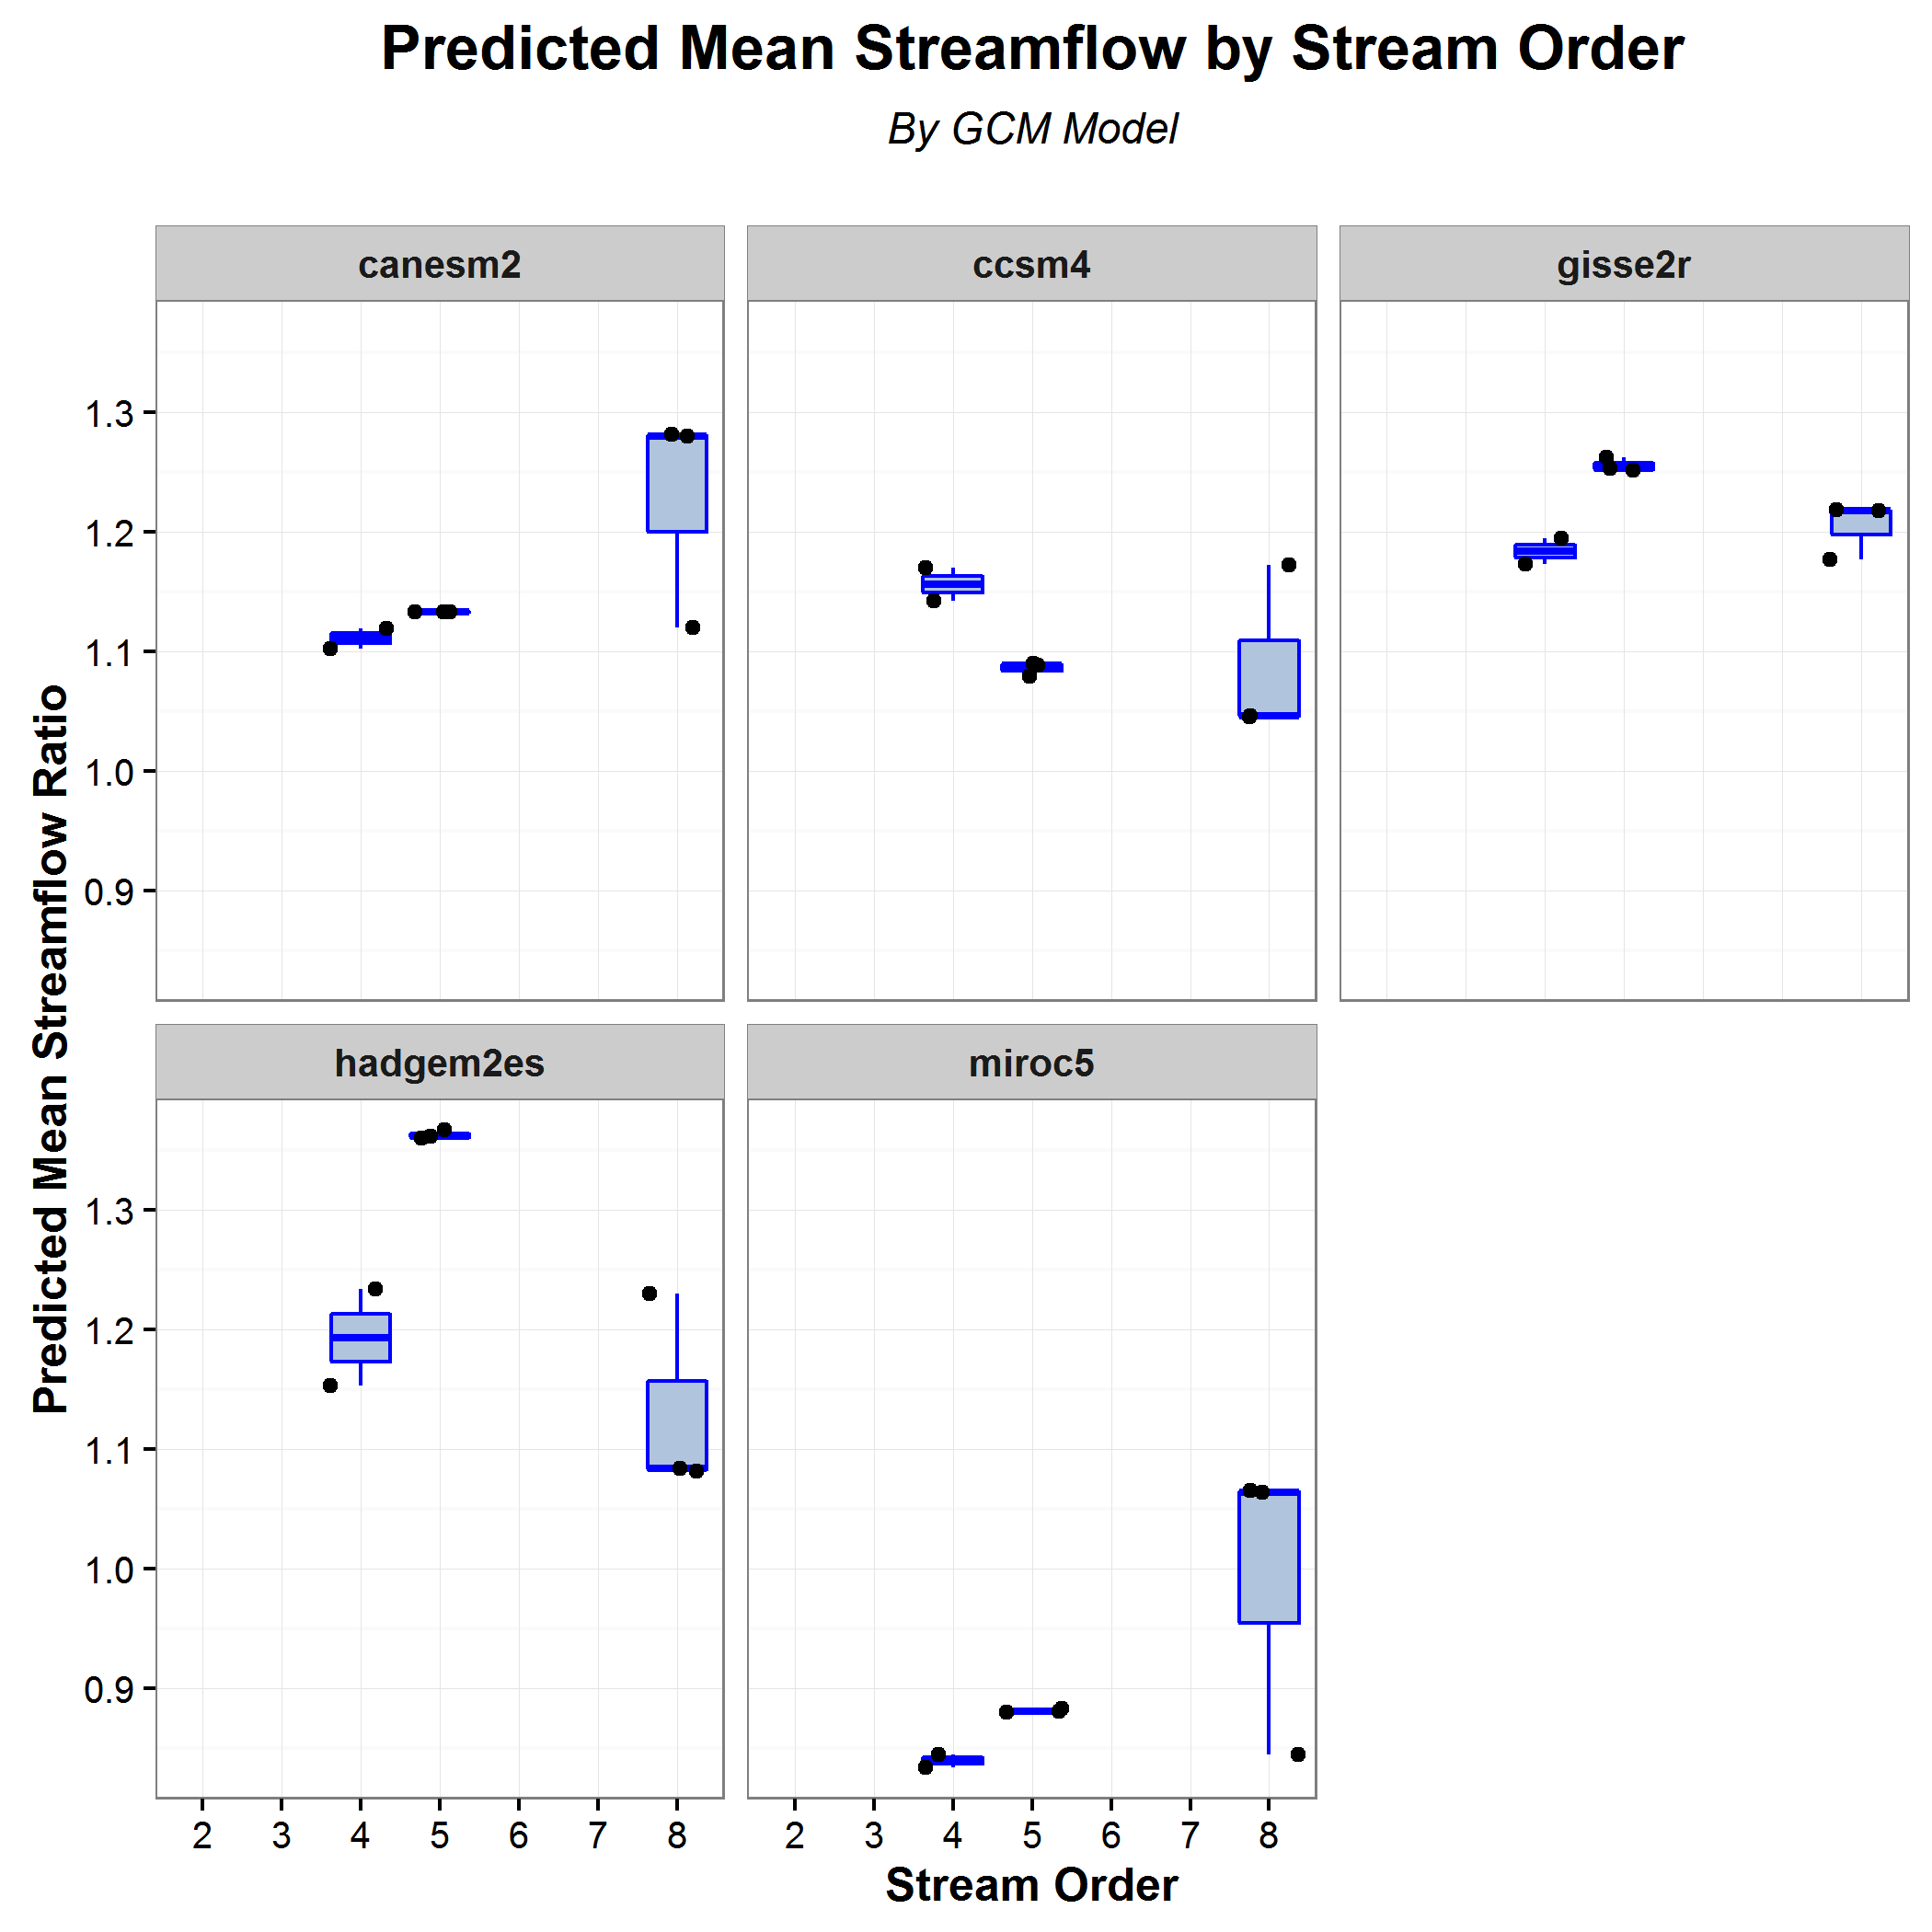 Predicted Mean Streamflow by Stream Order
By GCM Model
canesm2
ccsm4
gisse2r
1.3
1.2
1.1
1.0
0.9
Predicted Mean Streamflow Ratio
hadgem2es
miroc5
1.3
1.2
1.1
1.0
0.9
2 3 4 5 6 7 8
2 3 4 5 6 7 8
Stream Order